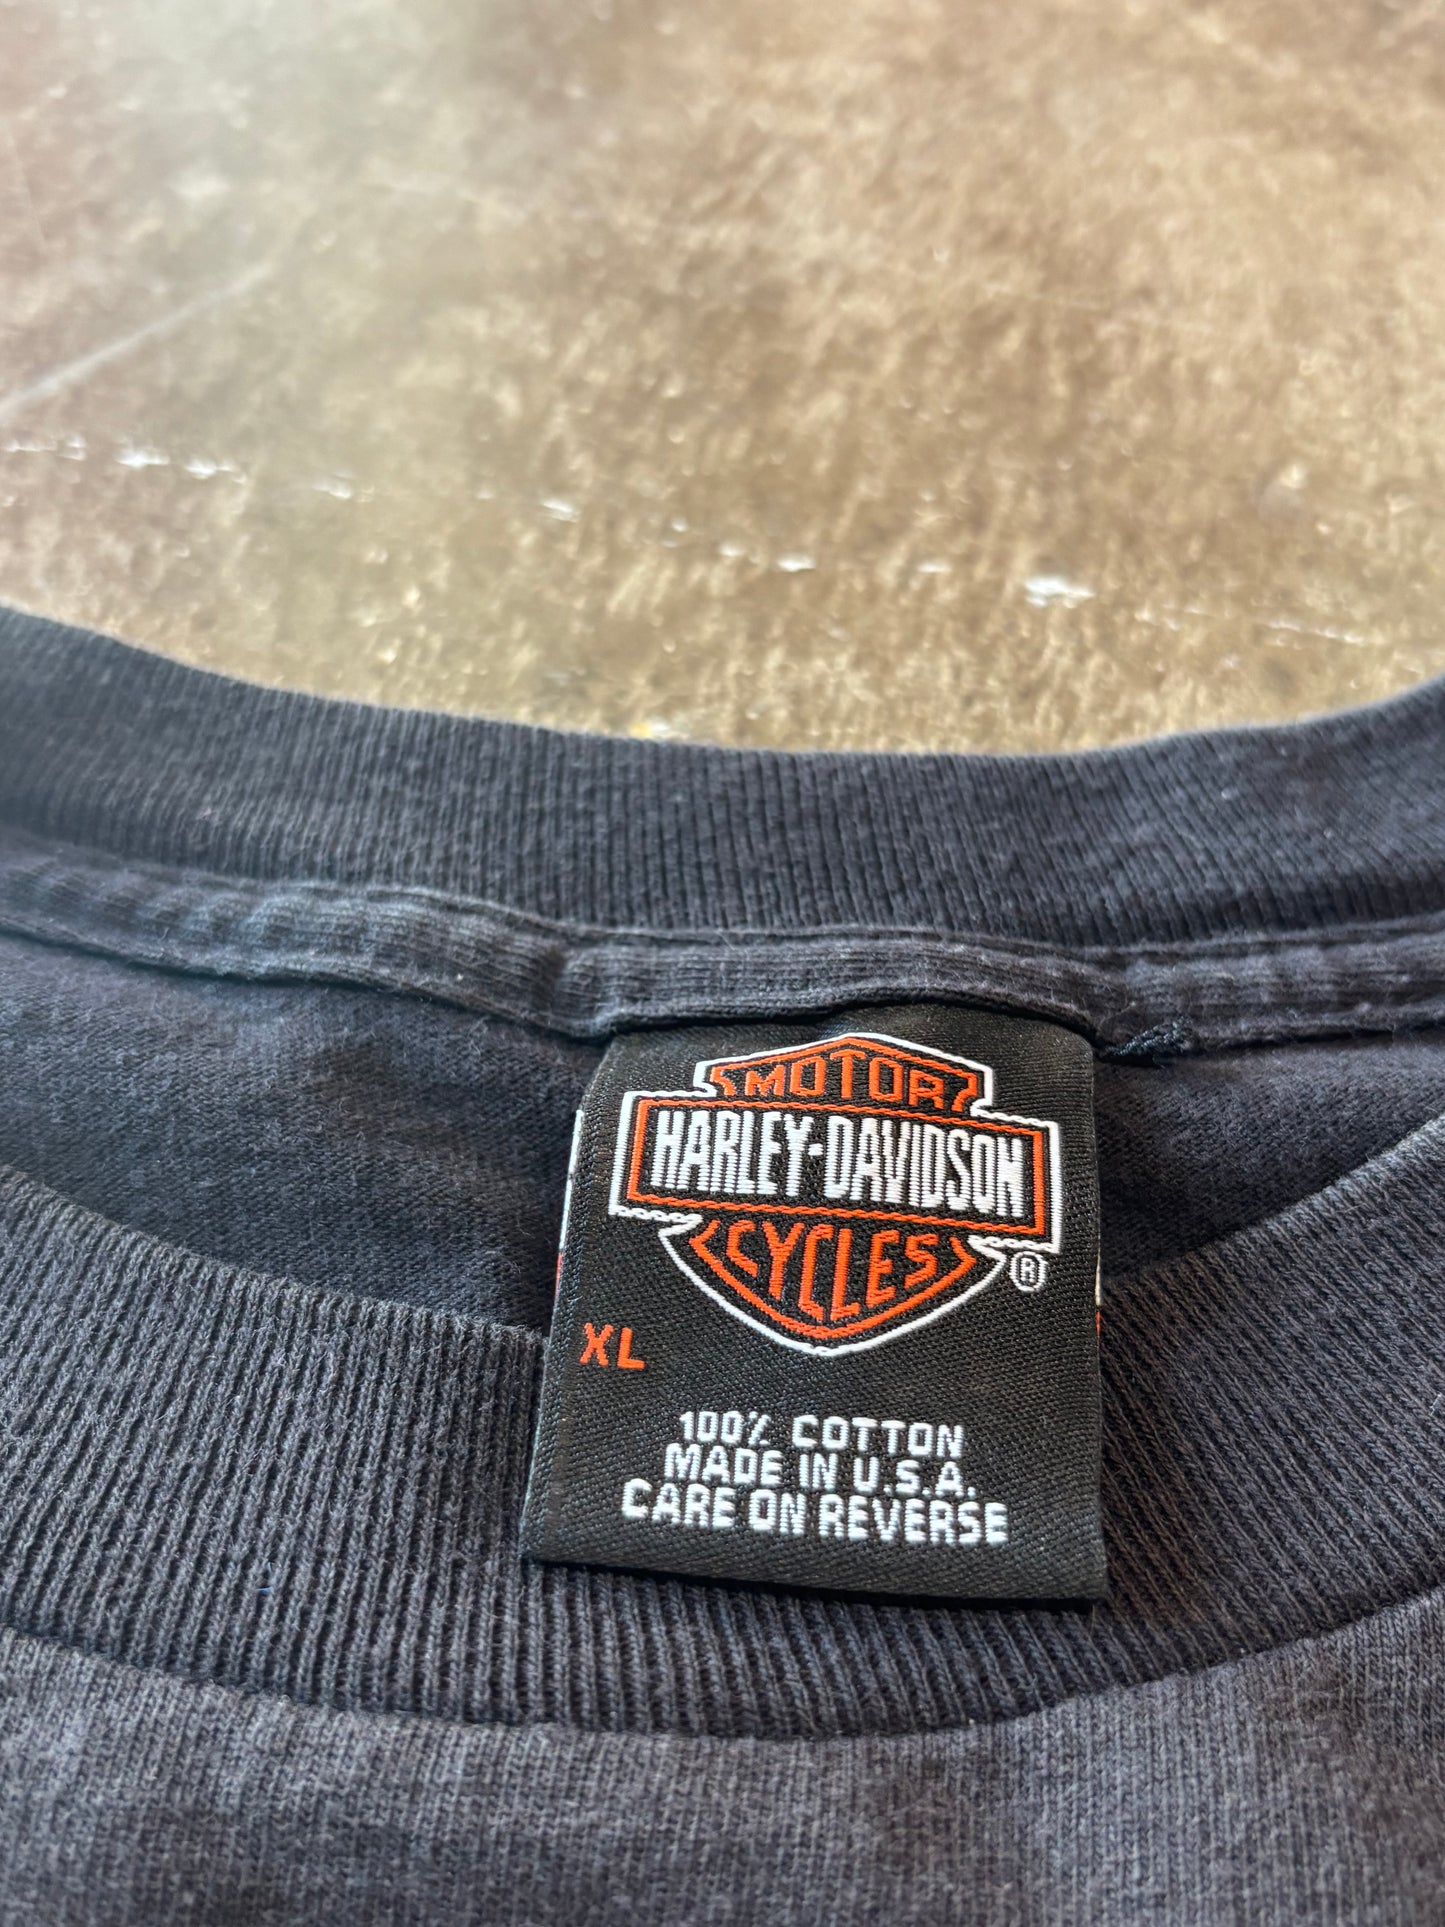 MOTOR
HARLEY-DAVIDSON
CYCLES
®
XL
100% COTTON
MADE IN U.S.A.
CARE ON REVERSE